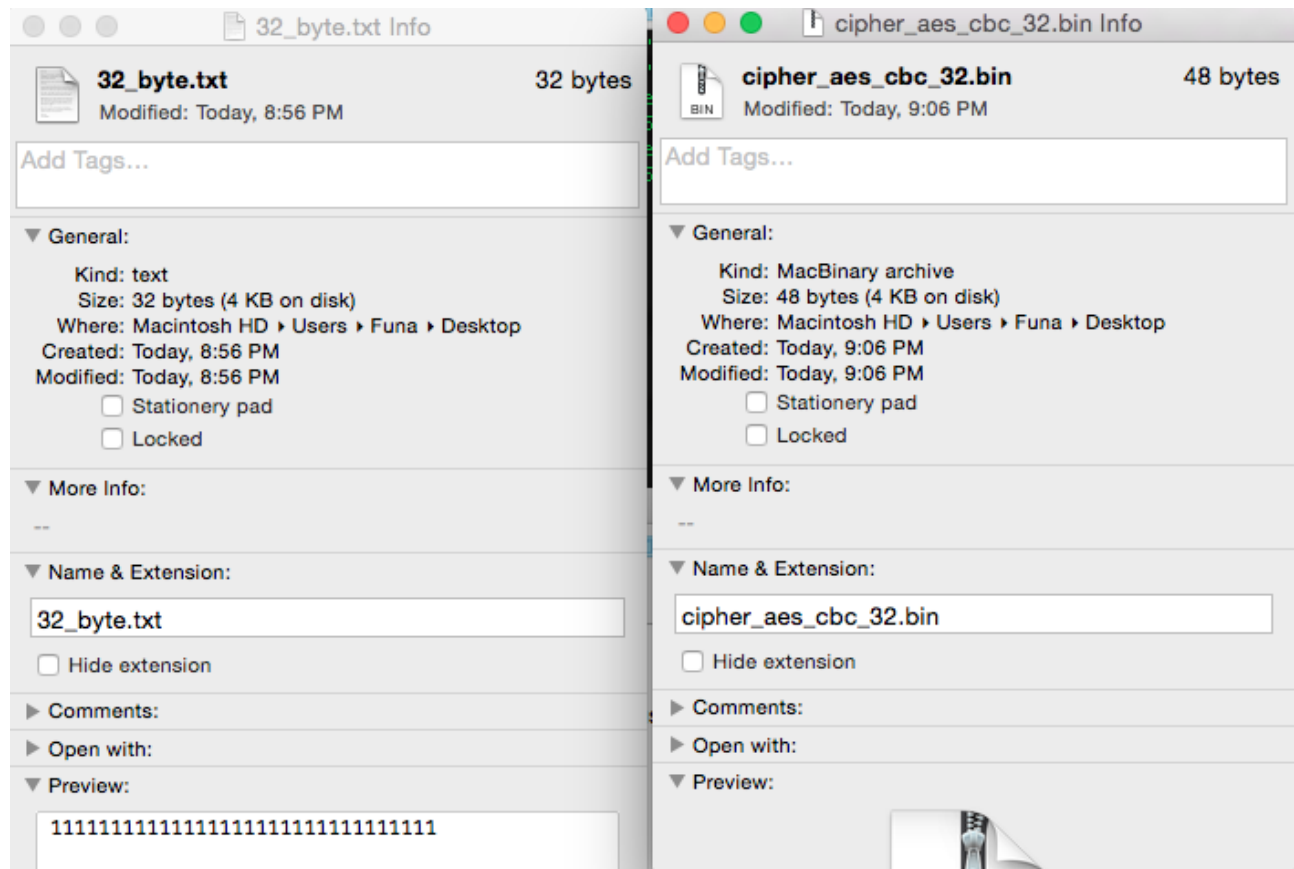 32_byte.txt Info
32_byte.txt 32 bytes
Modified: Today, 8:56 PM
Add Tags...
General:
Kind: text
Size: 32 bytes (4 KB on disk)
Where: Macintosh HD ▸ Users ▸ Funa ▸ Desktop
Created: Today, 8:56 PM
Modified: Today, 8:56 PM
Stationery pad
Locked
More Info:
--
Name & Extension:
32_byte.txt
Hide extension
Comments:
Open with:
Preview:
11111111111111111111111111111111
cipher_aes_cbc_32.bin Info
BIN
cipher_aes_cbc_32.bin 48 bytes
Modified: Today, 9:06 PM
Add Tags...
General:
Kind: MacBinary archive
Size: 48 bytes (4 KB on disk)
Where: Macintosh HD ▸ Users ▸ Funa ▸ Desktop
Created: Today, 9:06 PM
Modified: Today, 9:06 PM
Stationery pad
Locked
More Info:
--
Name & Extension:
cipher_aes_cbc_32.bin
Hide extension
Comments:
Open with:
Preview: